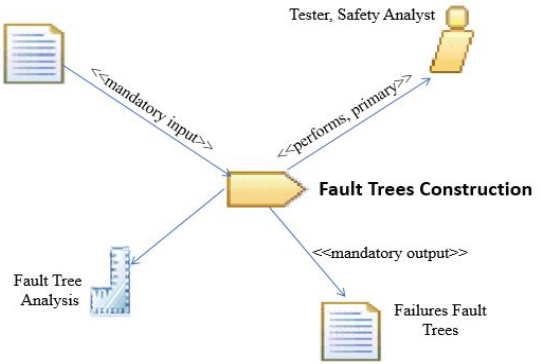 Tester, Safety Analyst
<<mandatory input>>
<<performs, primary>>
Fault Trees Construction
<<mandatory output>>
Fault Tree
Analysis
Failures Fault
Trees